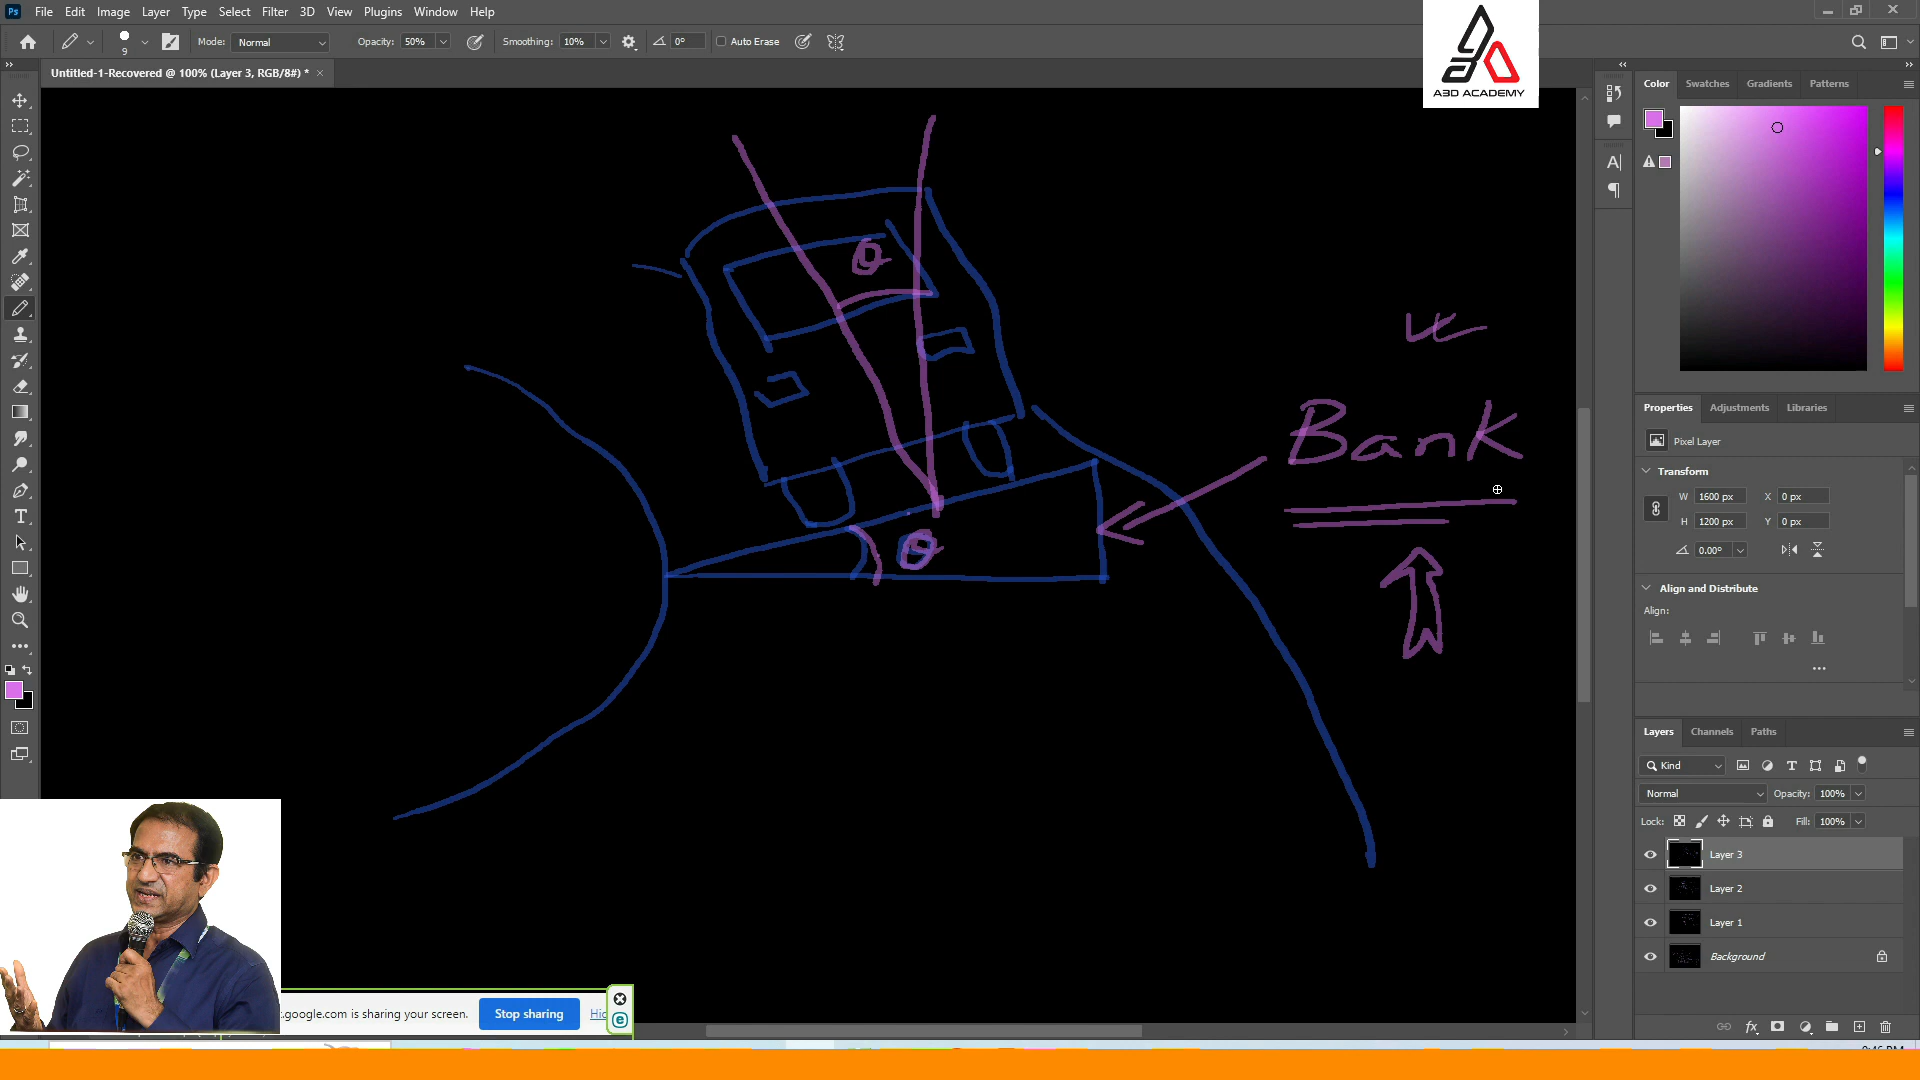 Ps File Edit Image Layer Type Select Filter 3D View Plugins Window Help
9 Mode: Normal Opacity: 50% Smoothing: 10% 0° Auto Erase
A3D ACADEMY
Untitled-1-Recovered @ 100% (Layer 3, RGB/8#) * ×
Color Swatches Gradients Patterns
θ
Bank
θ
Properties Adjustments Libraries
Pixel Layer
Transform
W 1600 px X 0 px
H 1200 px Y 0 px
0.00°
Align and Distribute
Align:
Layers Channels Paths
Kind
Normal Opacity: 100%
Lock: Fill: 100%
Layer 3
Layer 2
Layer 1
Background
.google.com is sharing your screen. Stop sharing